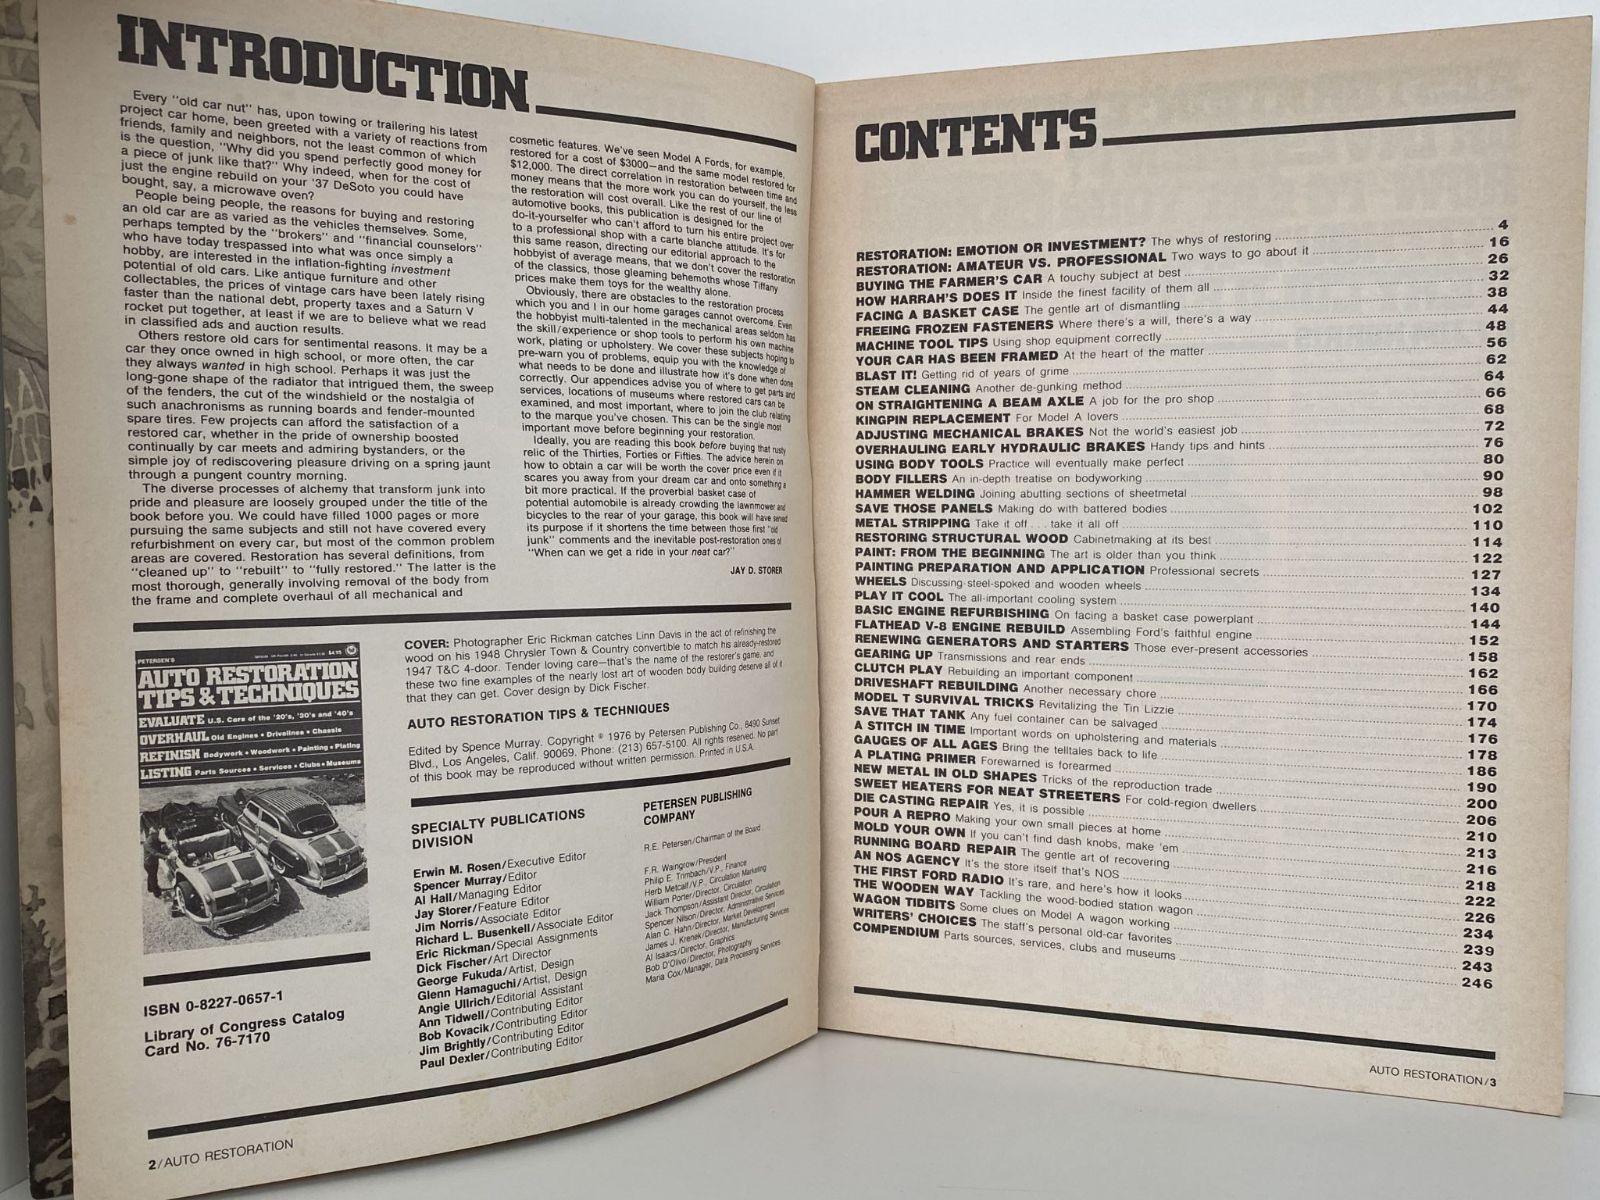 INTRODUCTION
Every "old car nut" has, upon towing or trailering his latest
project car home, been greeted with a variety of reactions from
friends, family and neighbors, not the least common of which
is the question, "Why did you spend perfectly good money for
a piece of junk like that?" Why indeed, when for the cost of
just the engine rebuild on your '37 DeSoto you could have
bought, say, a microwave oven?
People being people, the reasons for buying and restoring
an old car are as varied as the vehicles themselves. Some,
perhaps tempted by the "brokers" and "financial counselors"
who have today trespassed into what was once simply a
hobby, are interested in the inflation-fighting investment
potential of old cars. Like antique furniture and other
collectables, the prices of vintage cars have been lately rising
faster than the national debt, property taxes and a Saturn V
rocket put together, at least if we are to believe what we read
in classified ads and auction results.
Others restore old cars for sentimental reasons. It may be a
car they once owned in high school, or more often, the car
they always wanted in high school. Perhaps it was just the
long-gone shape of the radiator that intrigued them, the sweep
of the fenders, the cut of the windshield or the nostalgia of
such anachronisms as running boards and fender-mounted
spare tires. Few projects can afford the satisfaction of a
restored car, whether in the pride of ownership boosted
continually by car meets and admiring bystanders, or the
simple joy of rediscovering pleasure driving on a spring jaunt
through a pungent country morning.
The diverse processes of alchemy that transform junk into
pride and pleasure are loosely grouped under the title of the
book before you. We could have filled 1000 pages or more
pursuing the same subjects and still not have covered every
refurbishment on every car, but most of the common problem
areas are covered. Restoration has several definitions, from
"cleaned up" to "rebuilt" to "fully restored." The latter is the
most thorough, generally involving removal of the body from
the frame and complete overhaul of all mechanical and
cosmetic features. We've seen Model A Fords, for example,
restored for a cost of $3000—and the same model restored for
$12,000. The direct correlation in restoration between time and
money means that the more work you can do yourself, the less
the restoration will cost overall. Like the rest of our line of
automotive books, this publication is designed for the
do-it-yourselfer who can't afford to turn his entire project over
to a professional shop with a carte blanche attitude. It's for
this same reason, directing our editorial approach to the
hobbyist of average means, that we don't cover the restoration
of the classics, those gleaming behemoths whose Tiffany
prices make them toys for the wealthy alone.
Obviously, there are obstacles to the restoration process
which you and I in our home garages cannot overcome. Even
the hobbyist multi-talented in the mechanical areas seldom has
the skill/experience or shop tools to perform his own machine
work, plating or upholstery. We cover these subjects hoping to
pre-warn you of problems, equip you with the knowledge of
what needs to be done and illustrate how it's done when done
correctly. Our appendices advise you of where to get parts and
services, locations of museums where restored cars can be
examined, and most important, where to join the club relating
to the marque you've chosen. This can be the single most
important move before beginning your restoration.
Ideally, you are reading this book before buying that rusty
relic of the Thirties, Forties or Fifties. The advice herein on
how to obtain a car will be worth the cover price even if it
scares you away from your dream car and onto something a
bit more practical. If the proverbial basket case of
potential automobile is already crowding the lawnmower and
bicycles to the rear of your garage, this book will have served
its purpose if it shortens the time between those first "old
junk" comments and the inevitable post-restoration ones of
"When can we get a ride in your neat car?"
JAY D. STORER
PETERSEN'S
$4.95
AUTO RESTORATION
TIPS & TECHNIQUES
EVALUATE U.S. Cars of the '20's, '30's and '40's
OVERHAUL Old Engines • Drivelines • Chassis
REFINISH Bodywork • Woodwork • Painting • Plating
LISTING Parts Sources • Services • Clubs • Museums
ISBN 0-8227-0657-1
Library of Congress Catalog
Card No. 76-7170
COVER: Photographer Eric Rickman catches Linn Davis in the act of refinishing the
wood on his 1948 Chrysler Town & Country convertible to match his already-restored
1947 T&C 4-door. Tender loving care—that's the name of the restorer's game, and
these two fine examples of the nearly lost art of wooden body building deserve all of it
that they can get. Cover design by Dick Fischer.
AUTO RESTORATION TIPS & TECHNIQUES
Edited by Spence Murray. Copyright © 1976 by Petersen Publishing Co., 8490 Sunset
Blvd., Los Angeles, Calif. 90069. Phone: (213) 657-5100. All rights reserved. No part
of this book may be reproduced without written permission. Printed in U.S.A.
SPECIALTY PUBLICATIONS
DIVISION
Erwin M. Rosen/Executive Editor
Spencer Murray/Editor
Al Hall/Managing Editor
Jay Storer/Feature Editor
Jim Norris/Associate Editor
Richard L. Busenkell/Associate Editor
Eric Rickman/Special Assignments
Dick Fischer/Art Director
George Fukuda/Artist, Design
Glenn Hamaguchi/Artist, Design
Angie Ullrich/Editorial Assistant
Ann Tidwell/Contributing Editor
Bob Kovacik/Contributing Editor
Jim Brightly/Contributing Editor
Paul Dexler/Contributing Editor
PETERSEN PUBLISHING
COMPANY
R.E. Petersen/Chairman of the Board
F.R. Waingrow/President
Philip E. Trimbach/V.P., Finance
Herb Metcalf/V.P., Circulation Marketing
William Porter/Director, Circulation
Jack Thompson/Assistant Director, Circulation
Spencer Nilson/Director, Administrative Services
Alan C. Hahn/Director, Market Development
James J. Krenek/Director, Manufacturing Services
Al Isaacs/Director, Graphics
Bob D'Olivo/Director, Photography
Maria Cox/Manager, Data Processing Services
2/AUTO RESTORATION
CONTENTS
RESTORATION: EMOTION OR INVESTMENT? The whys of restoring 4
RESTORATION: AMATEUR VS. PROFESSIONAL Two ways to go about it 16
BUYING THE FARMER'S CAR A touchy subject at best 26
HOW HARRAH'S DOES IT Inside the finest facility of them all 32
FACING A BASKET CASE The gentle art of dismantling 38
FREEING FROZEN FASTENERS Where there's a will, there's a way 44
MACHINE TOOL TIPS Using shop equipment correctly 48
YOUR CAR HAS BEEN FRAMED At the heart of the matter 56
BLAST IT! Getting rid of years of grime 62
STEAM CLEANING Another de-gunking method 64
ON STRAIGHTENING A BEAM AXLE A job for the pro shop 66
KINGPIN REPLACEMENT For Model A lovers 68
ADJUSTING MECHANICAL BRAKES Not the world's easiest job 72
OVERHAULING EARLY HYDRAULIC BRAKES Handy tips and hints 76
USING BODY TOOLS Practice will eventually make perfect 80
BODY FILLERS An in-depth treatise on bodyworking 90
HAMMER WELDING Joining abutting sections of sheetmetal 98
SAVE THOSE PANELS Making do with battered bodies 102
METAL STRIPPING Take it off . . . take it all off 110
RESTORING STRUCTURAL WOOD Cabinetmaking at its best 114
PAINT: FROM THE BEGINNING The art is older than you think 122
PAINTING PREPARATION AND APPLICATION Professional secrets 127
WHEELS Discussing steel-spoked and wooden wheels 134
PLAY IT COOL The all-important cooling system 140
BASIC ENGINE REFURBISHING On facing a basket case powerplant 144
FLATHEAD V-8 ENGINE REBUILD Assembling Ford's faithful engine 152
RENEWING GENERATORS AND STARTERS Those ever-present accessories 158
GEARING UP Transmissions and rear ends 162
CLUTCH PLAY Rebuilding an important component 166
DRIVESHAFT REBUILDING Another necessary chore 170
MODEL T SURVIVAL TRICKS Revitalizing the Tin Lizzie 174
SAVE THAT TANK Any fuel container can be salvaged 176
A STITCH IN TIME Important words on upholstering and materials 178
GAUGES OF ALL AGES Bring the telltales back to life 186
A PLATING PRIMER Forewarned is forearmed 190
NEW METAL IN OLD SHAPES Tricks of the reproduction trade 200
SWEET HEATERS FOR NEAT STREETERS For cold-region dwellers 206
DIE CASTING REPAIR Yes, it is possible 210
POUR A REPRO Making your own small pieces at home 213
MOLD YOUR OWN If you can't find dash knobs, make 'em 216
RUNNING BOARD REPAIR The gentle art of recovering 218
AN NOS AGENCY It's the store itself that's NOS 222
THE FIRST FORD RADIO It's rare, and here's how it looks 226
THE WOODEN WAY Tackling the wood-bodied station wagon 234
WAGON TIDBITS Some clues on Model A wagon working 239
WRITERS' CHOICES The staff's personal old-car favorites 243
COMPENDIUM Parts sources, services, clubs and museums 246
AUTO RESTORATION/3